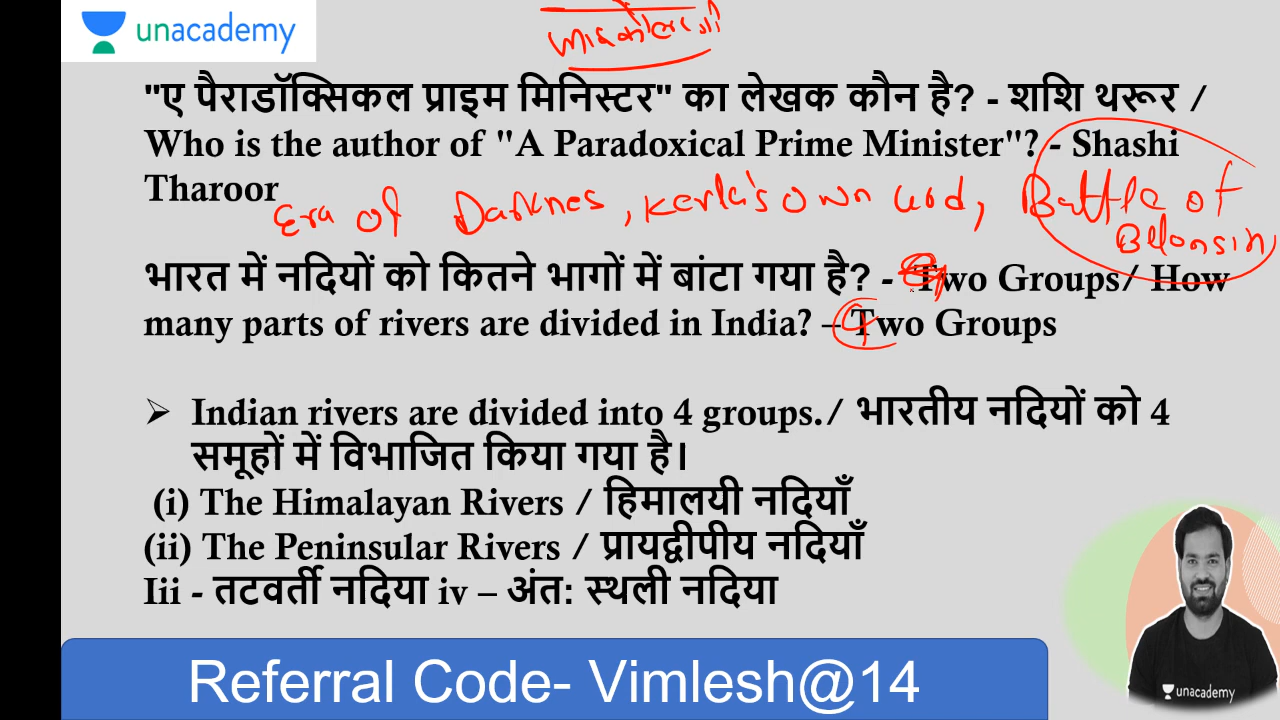 unacademy
"ए पैराडॉक्सिकल प्राइम मिनिस्टर" का लेखक कौन है? - शशि थरूर /
Who is the author of "A Paradoxical Prime Minister"? - Shashi
Tharoor
Era of Darknes, Kerla's own God, Battle of
Belonging
भारत में नदियों को कितने भागों में बांटा गया है? - Two Groups/ How
many parts of rivers are divided in India? – Two Groups
4
➢ Indian rivers are divided into 4 groups./ भारतीय नदियों को 4
समूहों में विभाजित किया गया है।
(i) The Himalayan Rivers / हिमालयी नदियाँ
(ii) The Peninsular Rivers / प्रायद्वीपीय नदियाँ
Iii - तटवर्ती नदिया iv – अंत: स्थली नदिया
unacademy
Referral Code- Vimlesh@14